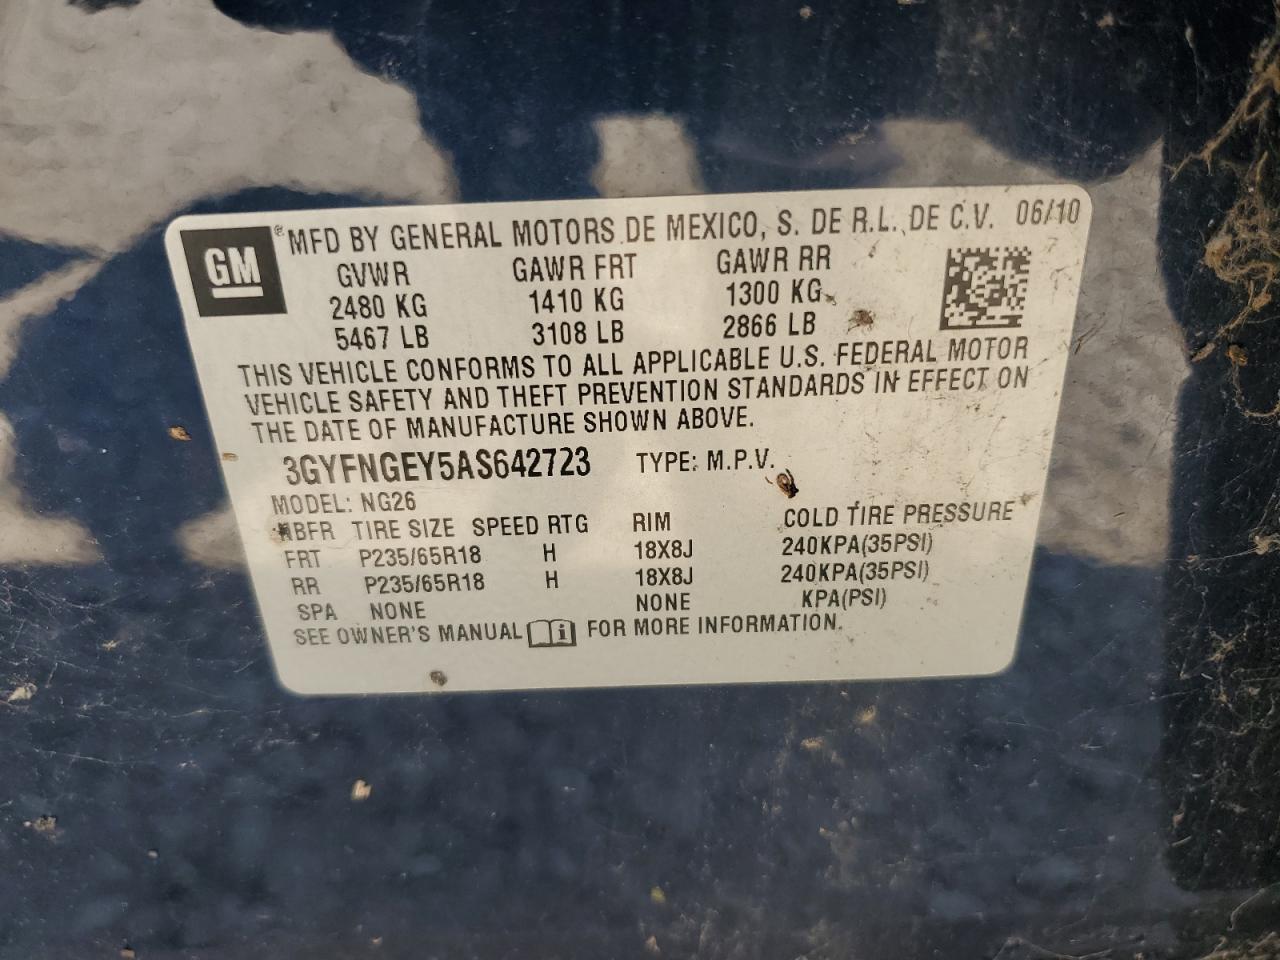 GM ® MFD BY GENERAL MOTORS DE MEXICO, S. DE R.L. DE C.V. 06/10
GVWR GAWR FRT GAWR RR
2480 KG 1410 KG 1300 KG
5467 LB 3108 LB 2866 LB
THIS VEHICLE CONFORMS TO ALL APPLICABLE U.S. FEDERAL MOTOR
VEHICLE SAFETY AND THEFT PREVENTION STANDARDS IN EFFECT ON
THE DATE OF MANUFACTURE SHOWN ABOVE.
3GYFNGEY5AS642723 TYPE: M.P.V.
MODEL: NG26
TIRE SIZE SPEED RTG RIM COLD TIRE PRESSURE
FRT P235/65R18 H 18X8J 240KPA(35PSI)
RR P235/65R18 H 18X8J 240KPA(35PSI)
SPA NONE NONE KPA(PSI)
SEE OWNER'S MANUAL FOR MORE INFORMATION.